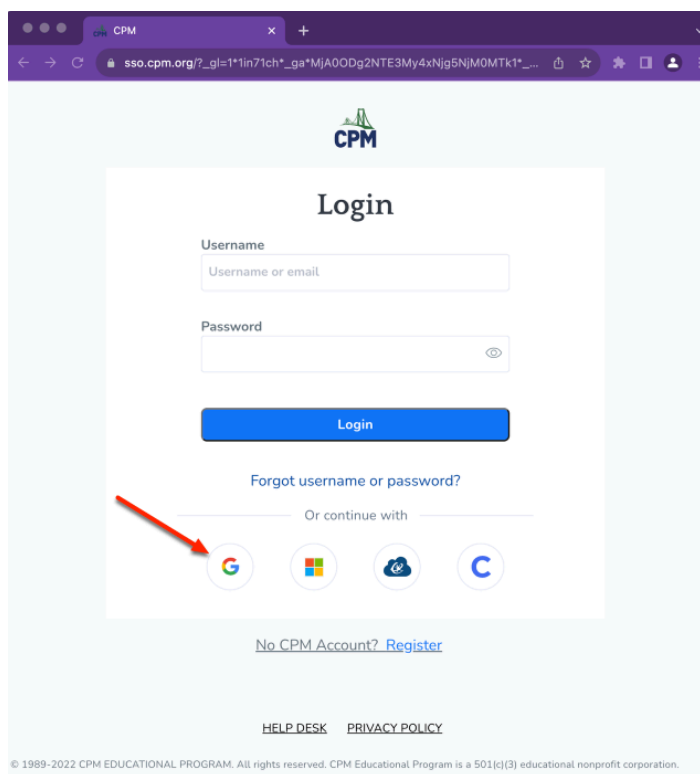 CPM
sso.cpm.org/?_gl=1*1in71ch*_ga*MjA0ODg2NTE3My4xNjg5NjM0MTk1*_...
CPM
Login
Username
Username or email
Password
Login
Forgot username or password?
Or continue with
No CPM Account? Register
HELP DESK PRIVACY POLICY
© 1989-2022 CPM EDUCATIONAL PROGRAM. All rights reserved. CPM Educational Program is a 501(c)(3) educational nonprofit corporation.